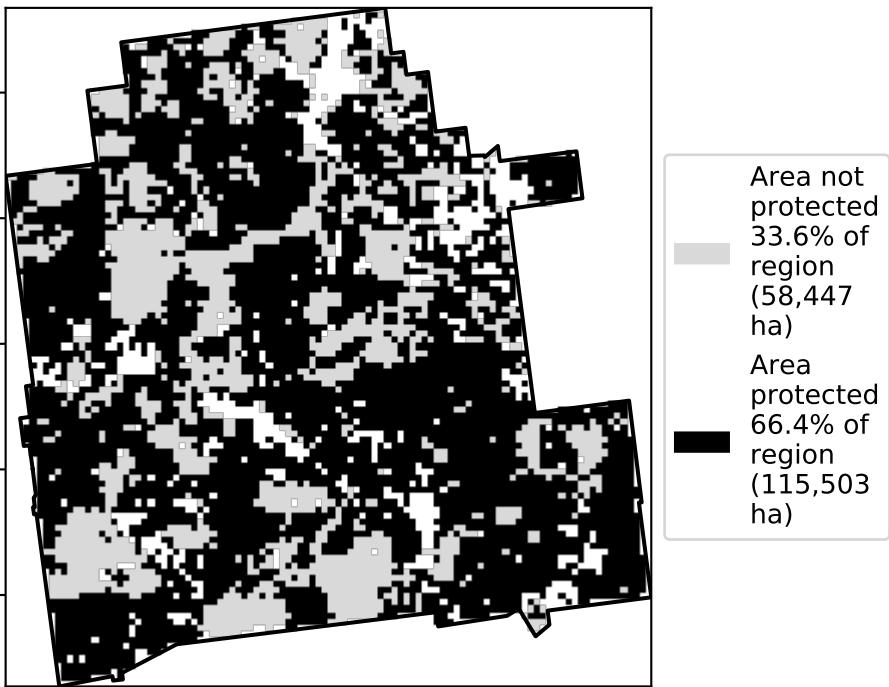 Area not
protected
33.6% of
region
(58,447
ha)
Area
protected
66.4% of
region
(115,503
ha)